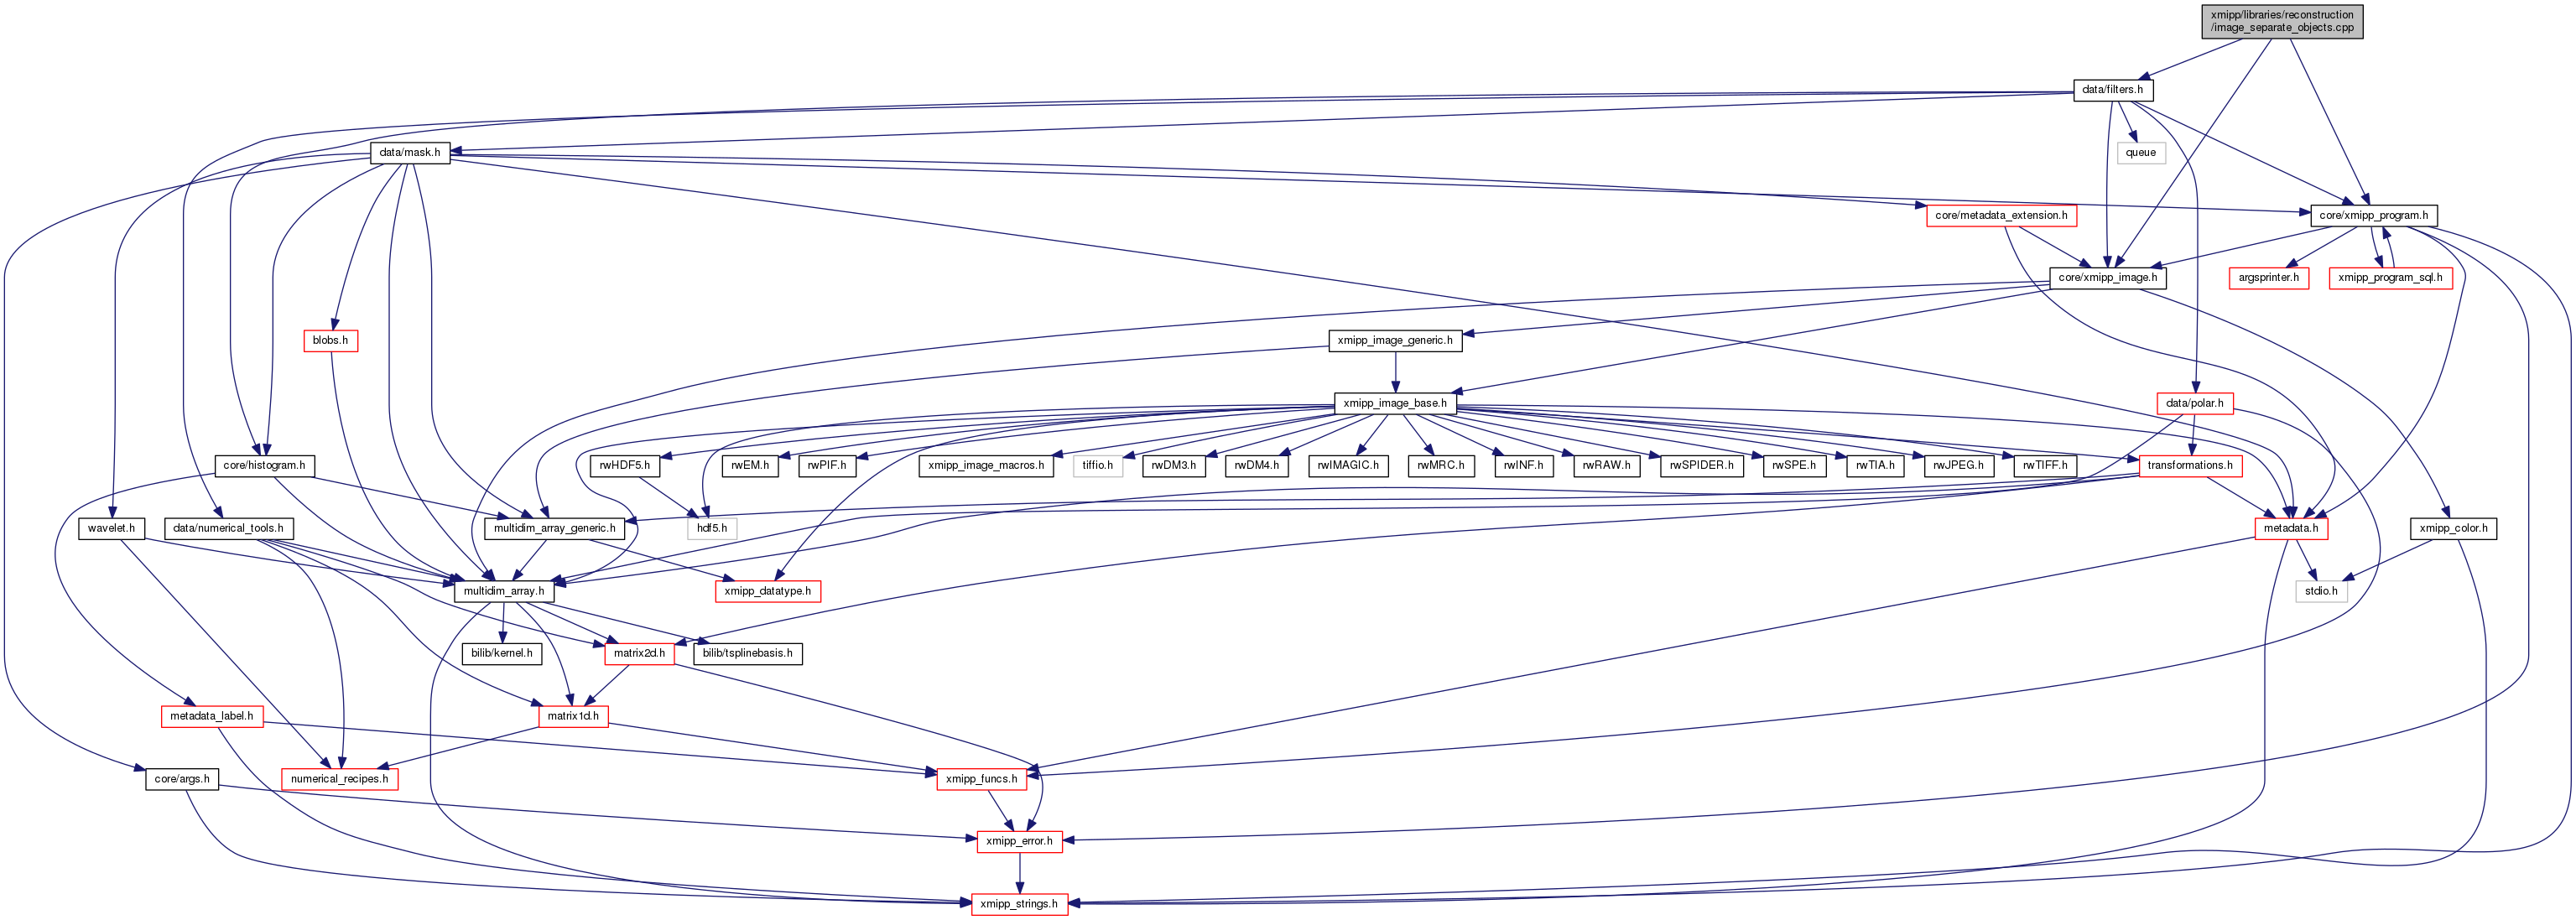 xmipp/libraries/reconstruction
/image_separate_objects.cpp
data/filters.h
data/mask.h
queue
core/metadata_extension.h
core/xmipp_program.h
core/xmipp_image.h
argsprinter.h
xmipp_program_sql.h
blobs.h
xmipp_image_generic.h
xmipp_image_base.h
data/polar.h
core/histogram.h
rwHDF5.h
rwEM.h
rwPIF.h
xmipp_image_macros.h
tiffio.h
rwDM3.h
rwDM4.h
rwIMAGIC.h
rwMRC.h
rwINF.h
rwRAW.h
rwSPIDER.h
rwSPE.h
rwTIA.h
rwJPEG.h
rwTIFF.h
transformations.h
wavelet.h
data/numerical_tools.h
multidim_array_generic.h
hdf5.h
metadata.h
xmipp_color.h
multidim_array.h
xmipp_datatype.h
stdio.h
bilib/kernel.h
matrix2d.h
bilib/tsplinebasis.h
metadata_label.h
matrix1d.h
core/args.h
numerical_recipes.h
xmipp_funcs.h
xmipp_error.h
xmipp_strings.h